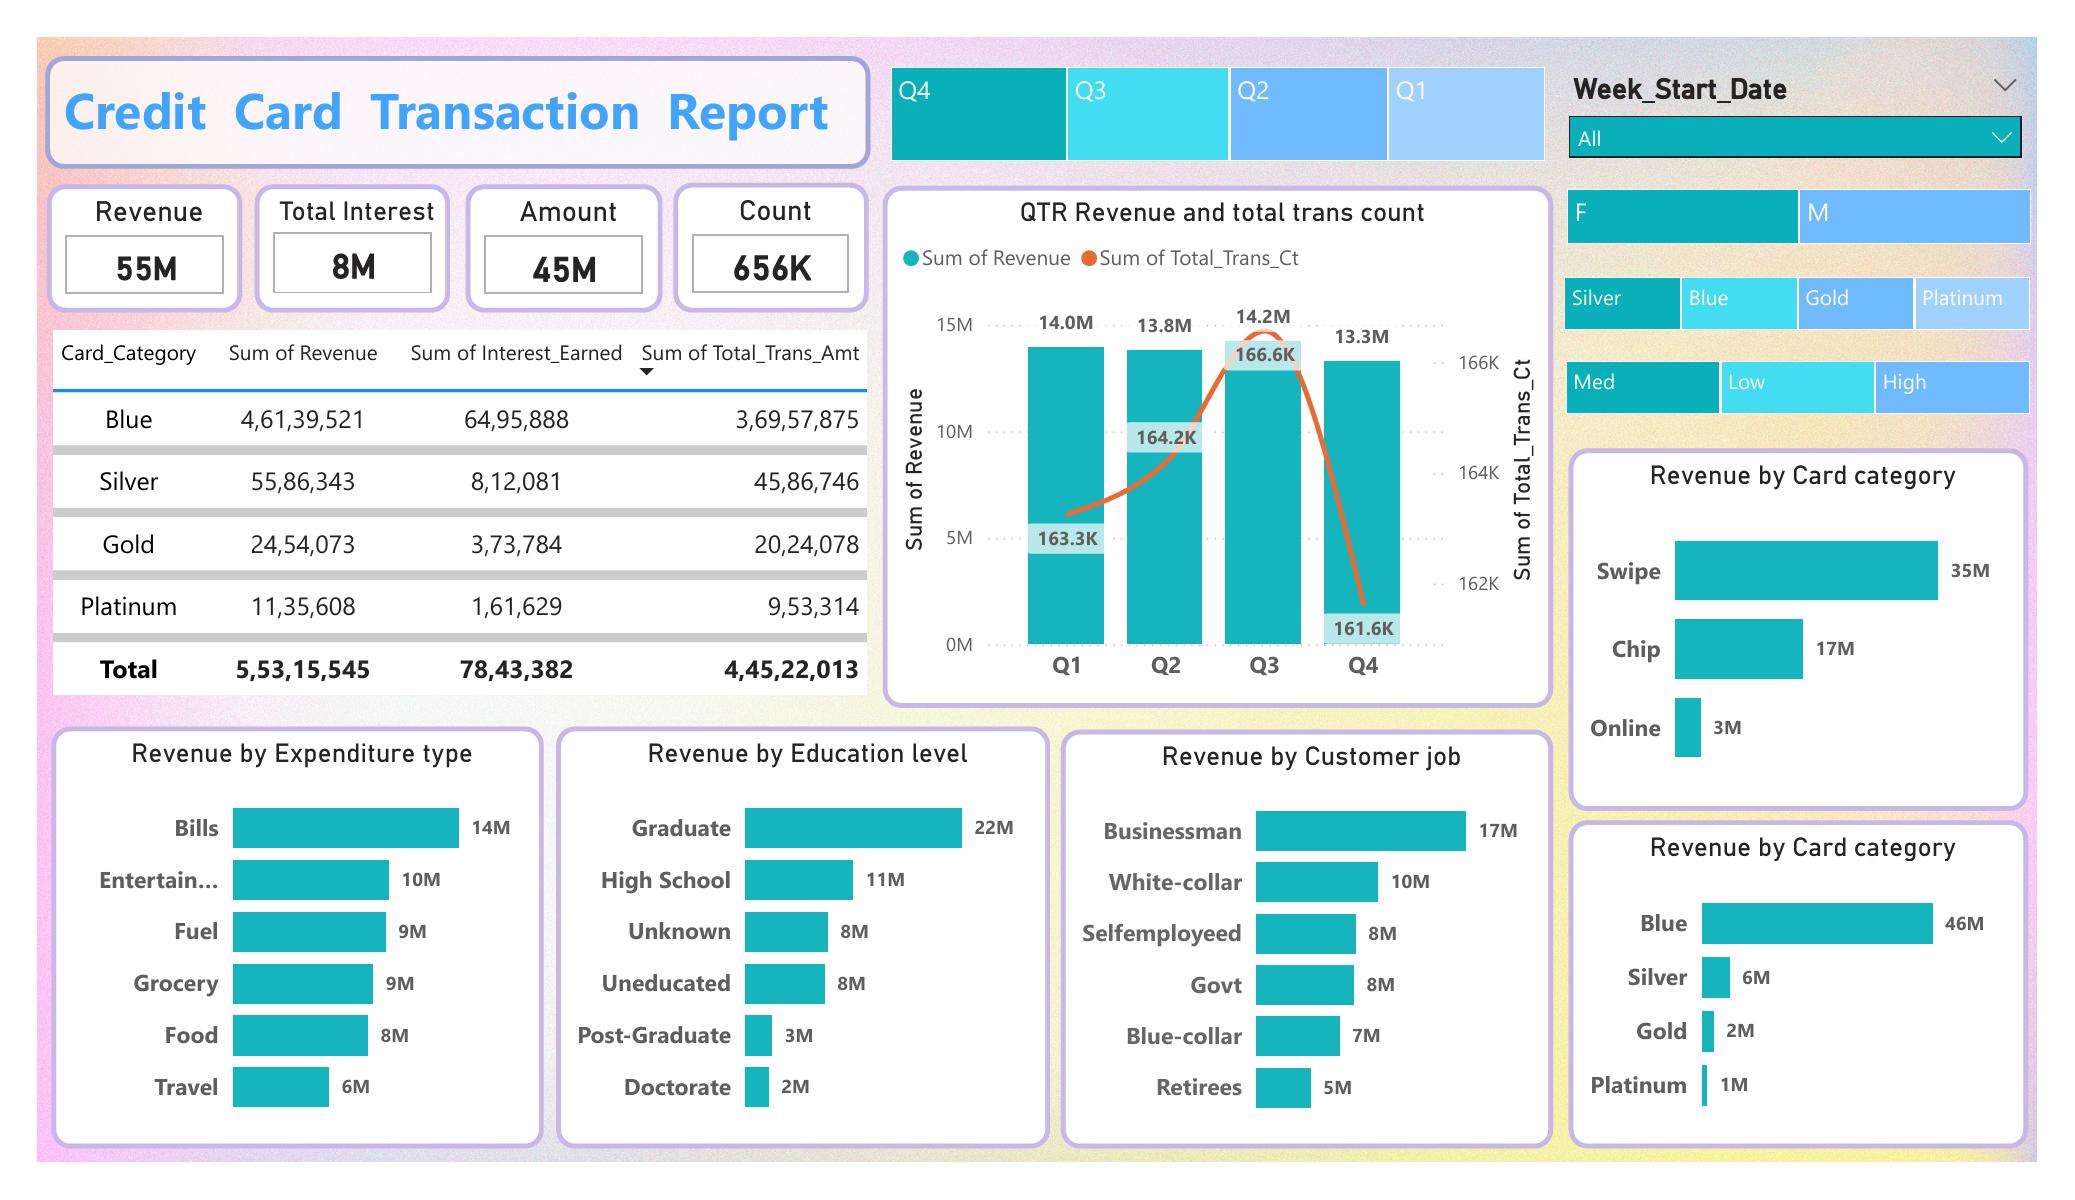 Credit Card Transaction Report
Q4 Q3 Q2 Q1
Week_Start_Date
All
F M
Silver Blue Gold Platinum
Med Low High
Revenue
55M
Total Interest
8M
Amount
45M
Count
656K
Card_Category Sum of Revenue Sum of Interest_Earned Sum of Total_Trans_Amt
Blue 4,61,39,521 64,95,888 3,69,57,875
Silver 55,86,343 8,12,081 45,86,746
Gold 24,54,073 3,73,784 20,24,078
Platinum 11,35,608 1,61,629 9,53,314
Total 5,53,15,545 78,43,382 4,45,22,013
QTR Revenue and total trans count
Sum of Revenue Sum of Total_Trans_Ct
Sum of Revenue
15M
10M
5M
0M
14.0M 13.8M 14.2M 13.3M
163.3K 164.2K 166.6K 161.6K
Q1 Q2 Q3 Q4
166K
164K
162K
Sum of Total_Trans_Ct
Revenue by Card category
Swipe 35M
Chip 17M
Online 3M
Revenue by Expenditure type
Bills 14M
Entertain... 10M
Fuel 9M
Grocery 9M
Food 8M
Travel 6M
Revenue by Education level
Graduate 22M
High School 11M
Unknown 8M
Uneducated 8M
Post-Graduate 3M
Doctorate 2M
Revenue by Customer job
Businessman 17M
White-collar 10M
Selfemployeed 8M
Govt 8M
Blue-collar 7M
Retirees 5M
Revenue by Card category
Blue 46M
Silver 6M
Gold 2M
Platinum 1M